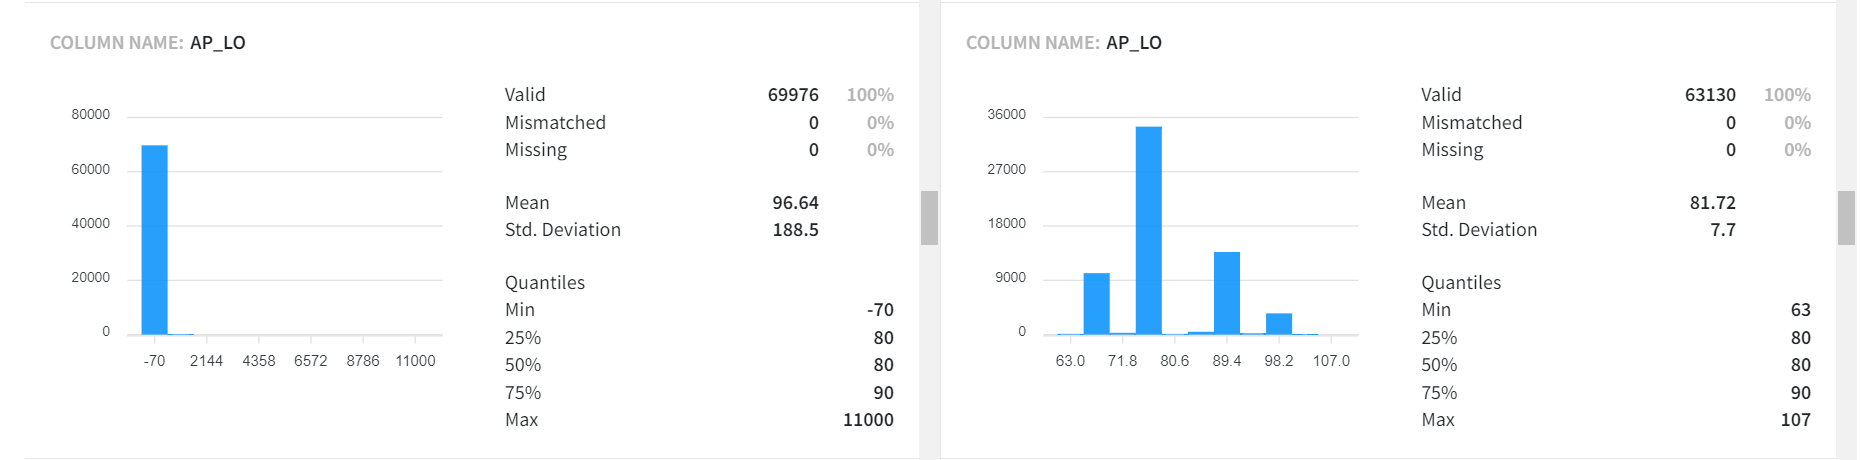 COLUMN NAME: AP_LO
80000
60000
40000
20000
0
-70 2144 4358 6572 8786 11000
Valid 69976 100%
Mismatched 0 0%
Missing 0 0%
Mean 96.64
Std. Deviation 188.5
Quantiles
Min -70
25% 80
50% 80
75% 90
Max 11000
COLUMN NAME: AP_LO
36000
27000
18000
9000
0
63.0 71.8 80.6 89.4 98.2 107.0
Valid 63130 100%
Mismatched 0 0%
Missing 0 0%
Mean 81.72
Std. Deviation 7.7
Quantiles
Min 63
25% 80
50% 80
75% 90
Max 107